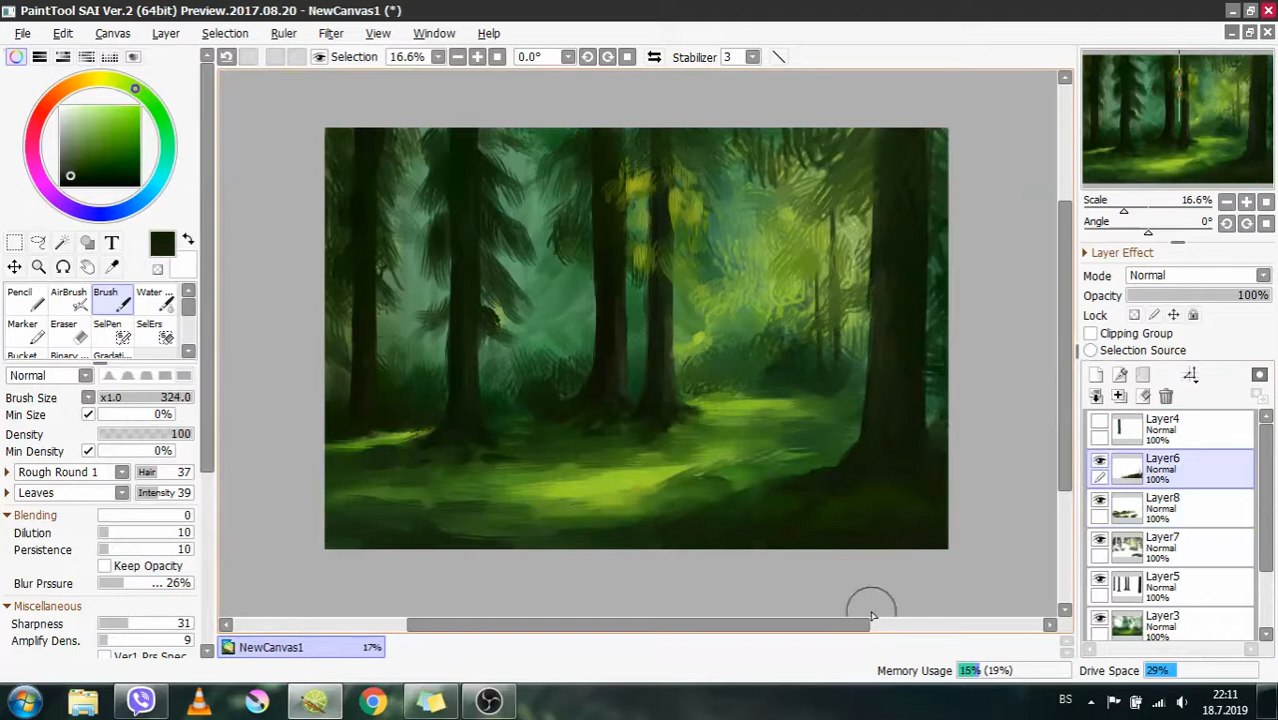 PaintTool SAI Ver.2 (64bit) Preview.2017.08.20 - NewCanvas1 (*)
File Edit Canvas Layer Selection Ruler Filter View Window Help
Selection 16.6% 0.0° Stabilizer 3
Scale 16.6%
Angle 0°
Layer Effect
Mode Normal
Opacity 100%
Lock
Clipping Group
Selection Source
T
Pencil AirBrush Brush Water ...
Marker Eraser SelPen SelErs
Bucket Binary ... Gradati...
Normal
Brush Size x1.0 324.0
Min Size 0%
Density 100
Min Density 0%
Rough Round 1 Hair 37
Leaves Intensity 39
Blending 0
Dilution 10
Persistence 10
Keep Opacity
Blur Prssure ... 26%
Miscellaneous
Sharpness 31
Amplify Dens. 9
Ver1 Prs Spec
Layer4
Normal
100%
Layer6
Normal
100%
Layer8
Normal
100%
Layer7
Normal
100%
Layer5
Normal
100%
Layer3
Normal
100%
NewCanvas1 17%
Memory Usage 15% (19%) Drive Space 29%
BS 22:11
18.7.2019